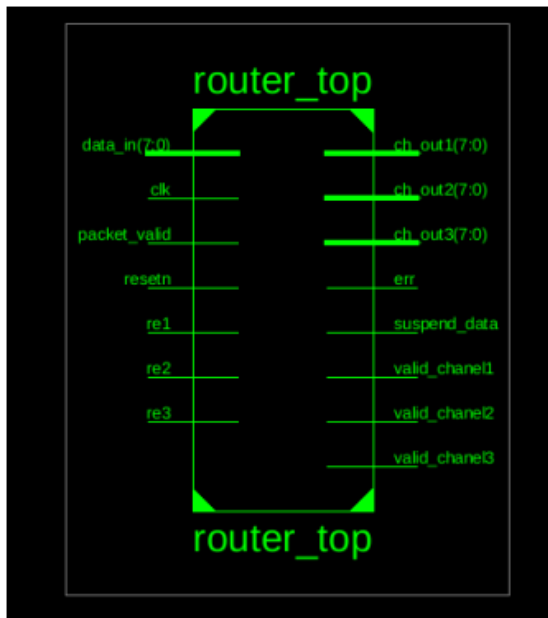 router_top
data_in(7:0) ch_out1(7:0)
clk ch_out2(7:0)
packet_valid ch_out3(7:0)
resetn err
re1 suspend_data
re2 valid_chanel1
re3 valid_chanel2
valid_chanel3
router_top